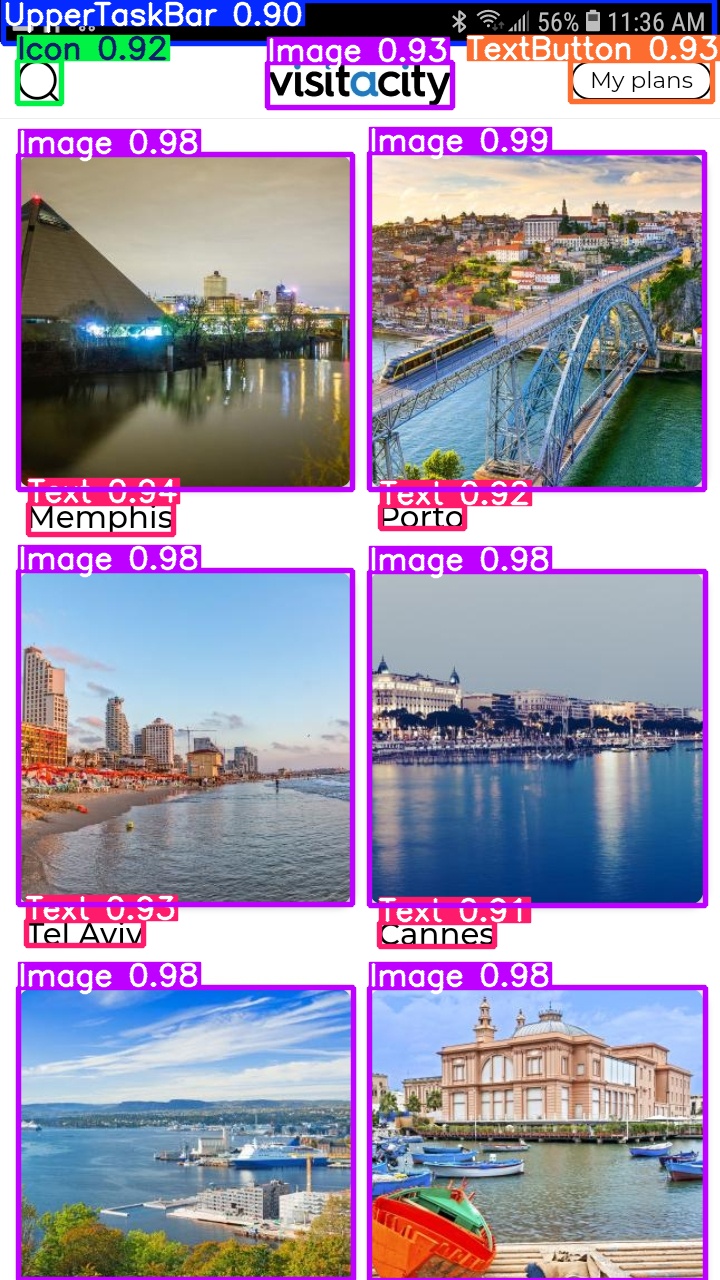 UpperTaskBar 0.90
56% 11:36 AM
Icon 0.92
Image 0.93
TextButton 0.93
visitacity
My plans
Image 0.98
Image 0.99
Text 0.94
Text 0.92
Memphis
Porto
Image 0.98
Image 0.98
Text 0.93
Text 0.91
Tel Aviv
Cannes
Image 0.98
Image 0.98